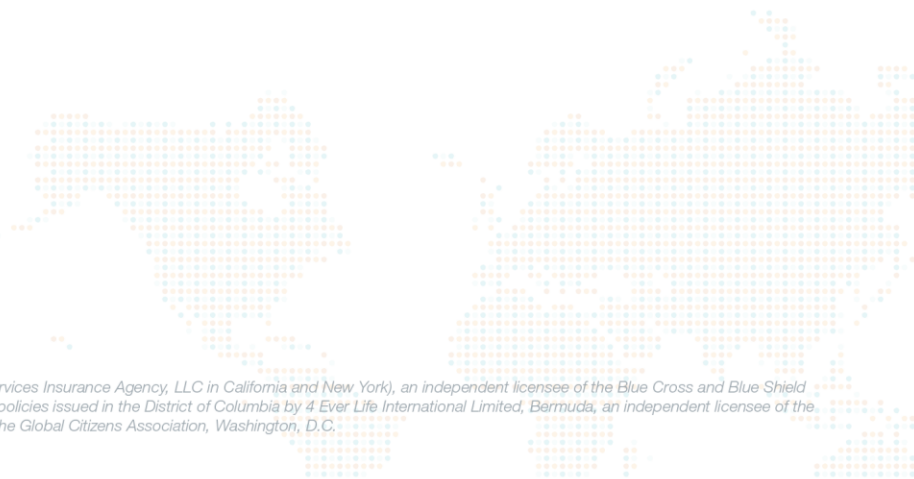 rvices Insurance Agency, LLC in California and New York), an independent licensee of the Blue Cross and Blue Shield
policies issued in the District of Columbia by 4 Ever Life International Limited, Bermuda, an independent licensee of the
he Global Citizens Association, Washington, D.C.